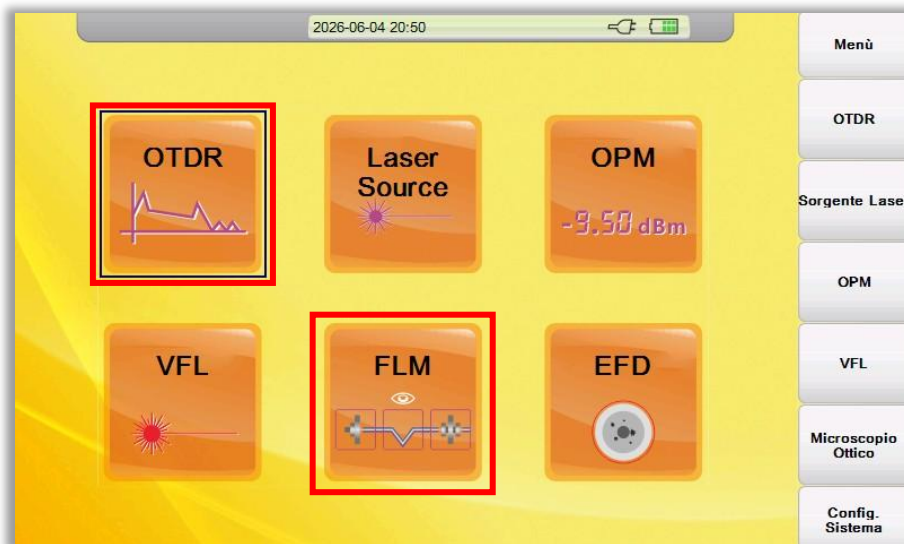 2026-06-04 20:50
OTDR
Laser
Source
OPM
-9.50 dBm
VFL
FLM
EFD
Menù
OTDR
Sorgente Lase
OPM
VFL
Microscopio
Ottico
Config.
Sistema